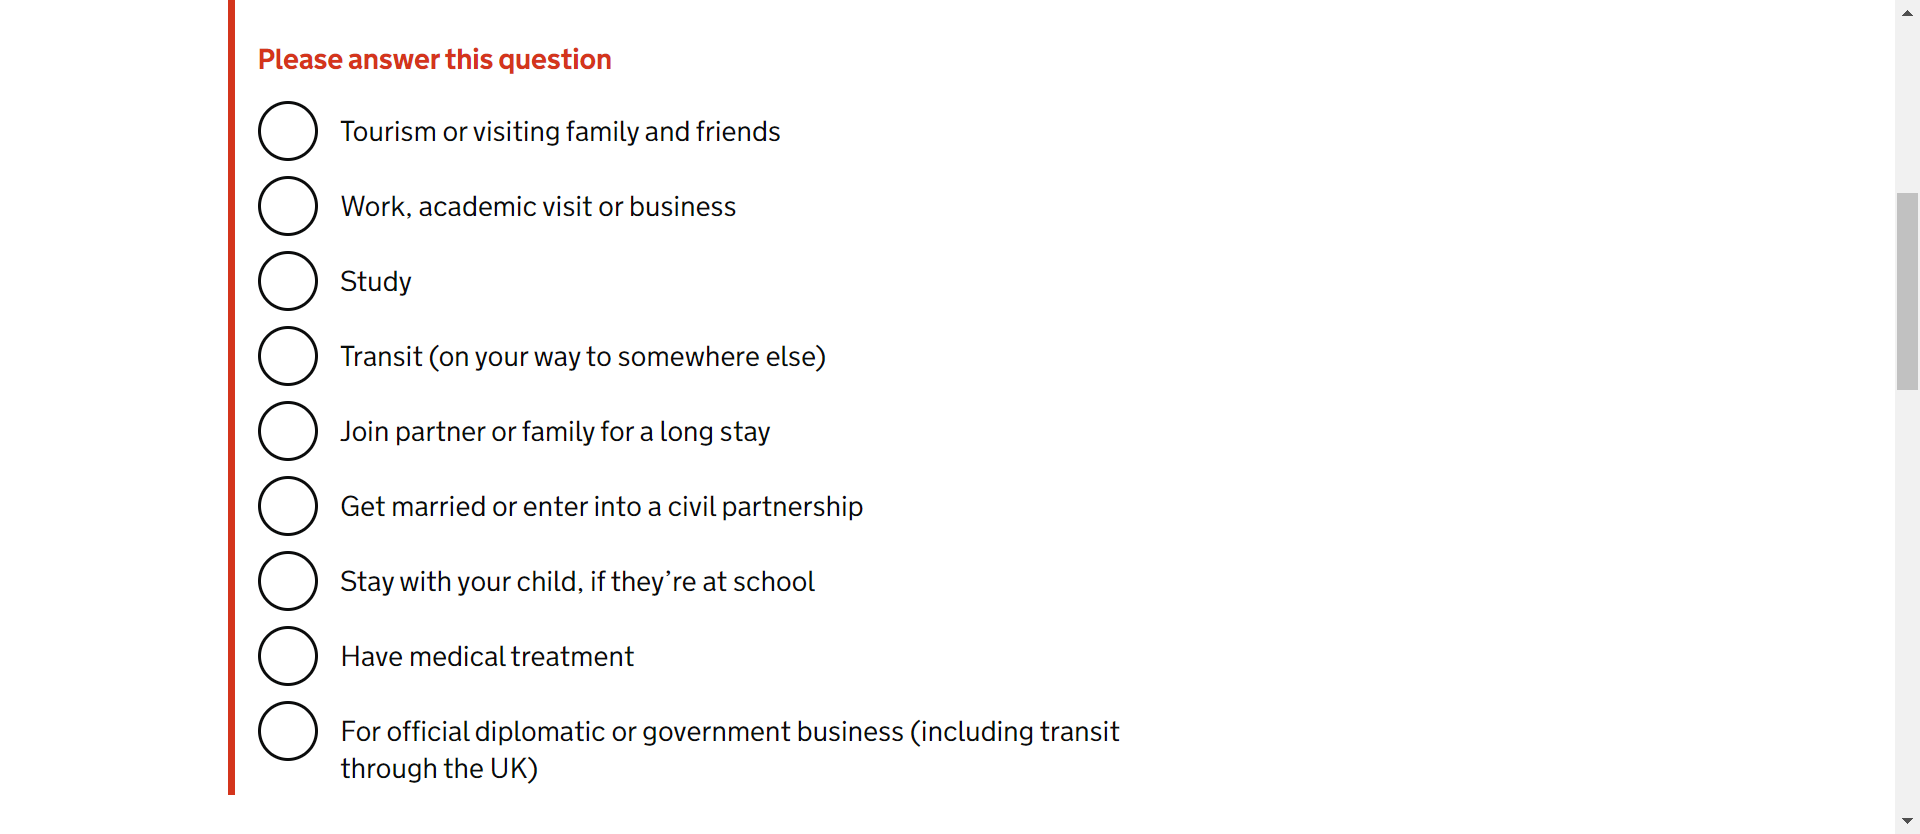 Please answer this question
Tourism or visiting family and friends
Work, academic visit or business
Study
Transit (on your way to somewhere else)
Join partner or family for a long stay
Get married or enter into a civil partnership
Stay with your child, if they’re at school
Have medical treatment
For official diplomatic or government business (including transit
through the UK)